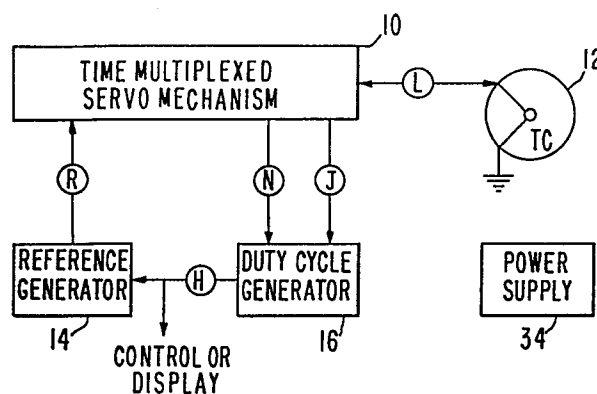 10
TIME MULTIPLEXED
SERVO MECHANISM
L
12
TC
R
N
J
REFERENCE
GENERATOR
14
H
DUTY CYCLE
GENERATOR
16
POWER
SUPPLY
34
CONTROL OR
DISPLAY